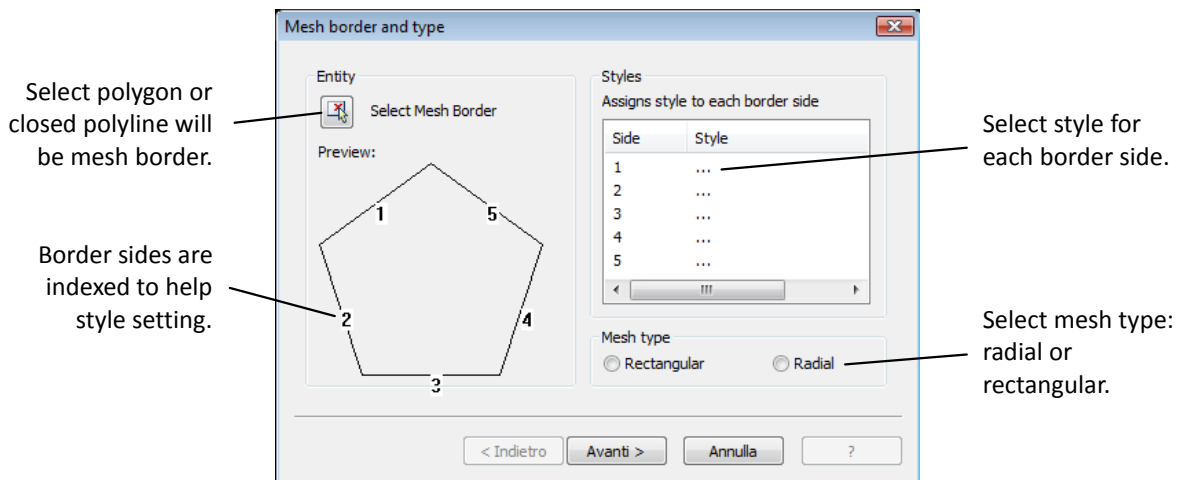 Mesh border and type
Select polygon or
closed polyline will
be mesh border.
Border sides are
indexed to help
style setting.
Entity
Select Mesh Border
Preview:
1
5
2
4
3
Styles
Assigns style to each border side
Side Style
1 ...
2 ...
3 ...
4 ...
5 ...
Mesh type
Rectangular Radial
Select style for
each border side.
Select mesh type:
radial or
rectangular.
< Indietro Avanti > Annulla ?